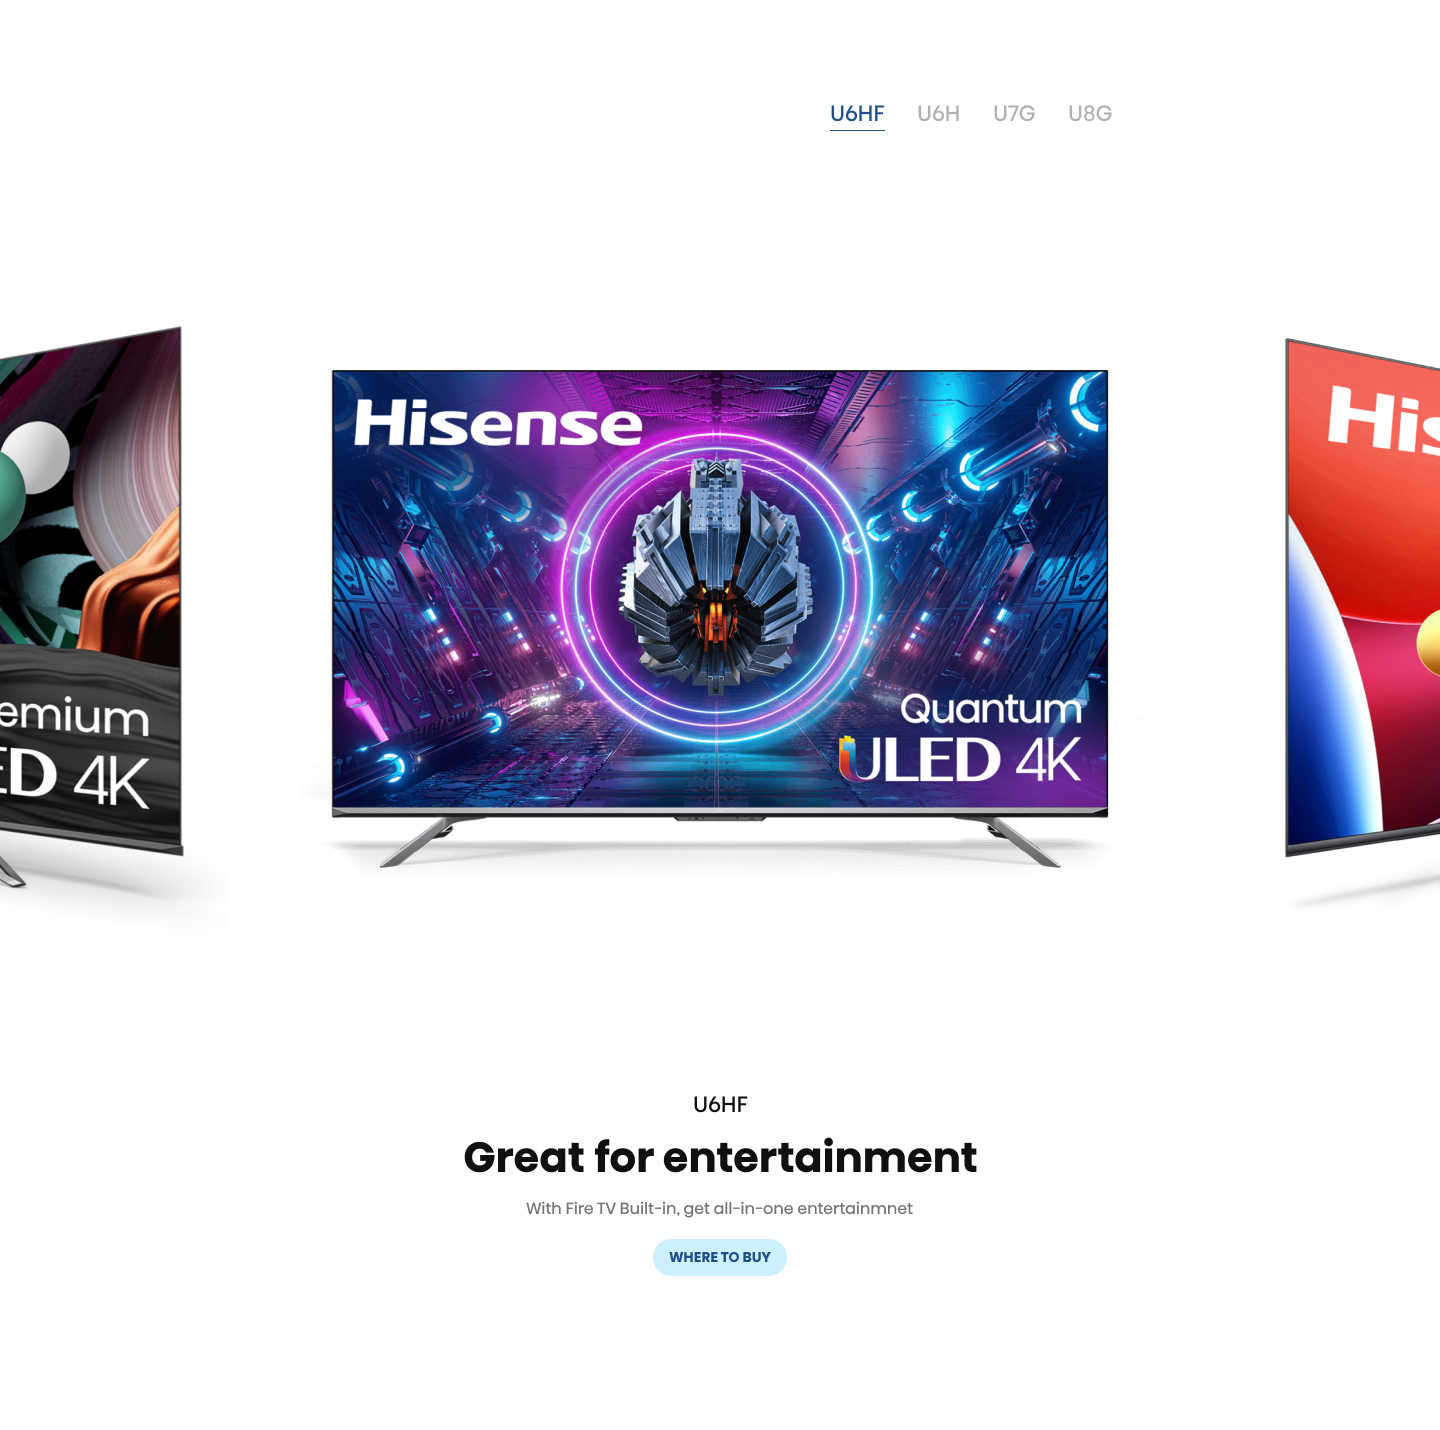 U6HF U6H U7G U8G
Hisense
Quantum
ULED 4K
emium
ED 4K
His
U6HF
Great for entertainment
With Fire TV Built-in, get all-in-one entertainmnet
WHERE TO BUY